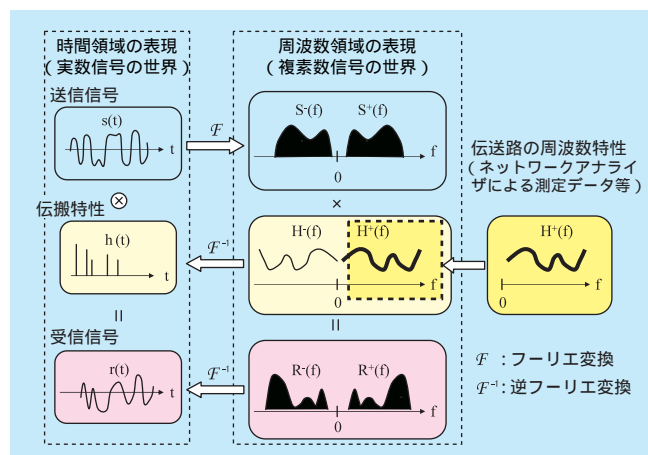 時間領域の表現
（実数信号の世界）
周波数領域の表現
（複素数信号の世界）
送信信号
s(t)
t
ℱ
S⁻(f)
S⁺(f)
f
0
伝送路の周波数特性
（ネットワークアナライ
ザによる測定データ等）
伝搬特性
⊗
×
h(t)
t
ℱ⁻¹
H⁻(f)
H⁺(f)
f
0
H⁺(f)
f
0
=
=
受信信号
r(t)
t
ℱ⁻¹
R⁻(f)
R⁺(f)
f
0
ℱ：フーリエ変換
ℱ⁻¹：逆フーリエ変換